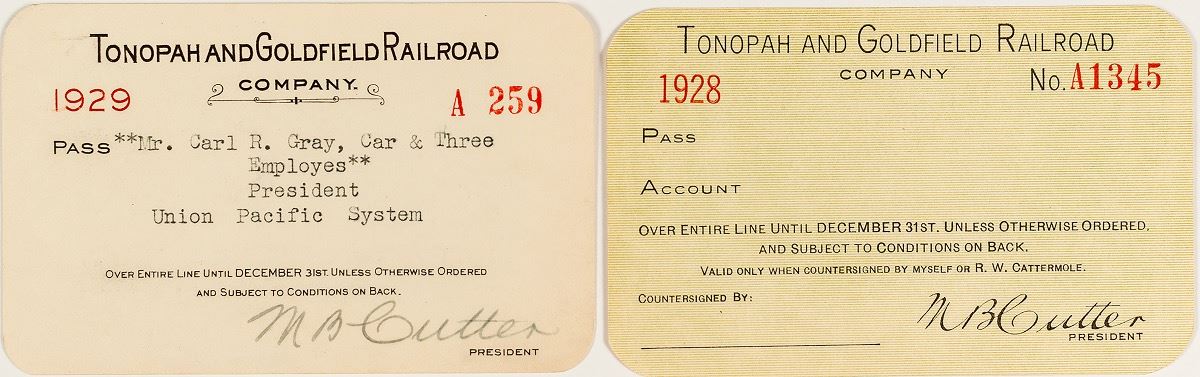 TONOPAH AND GOLDFIELD RAILROAD
COMPANY.
1929
A 259
PASS **Mr. Carl R. Gray, Car & Three
Employes**
President
Union Pacific System
OVER ENTIRE LINE UNTIL DECEMBER 31ST. UNLESS OTHERWISE ORDERED
AND SUBJECT TO CONDITIONS ON BACK.
M B Cutter
PRESIDENT
TONOPAH AND GOLDFIELD RAILROAD
COMPANY
1928
No. A1345
PASS
ACCOUNT
OVER ENTIRE LINE UNTIL DECEMBER 31ST. UNLESS OTHERWISE ORDERED,
AND SUBJECT TO CONDITIONS ON BACK.
VALID ONLY WHEN COUNTERSIGNED BY MYSELF OR R. W. CATTERMOLE.
COUNTERSIGNED BY:
M B Cutter
PRESIDENT